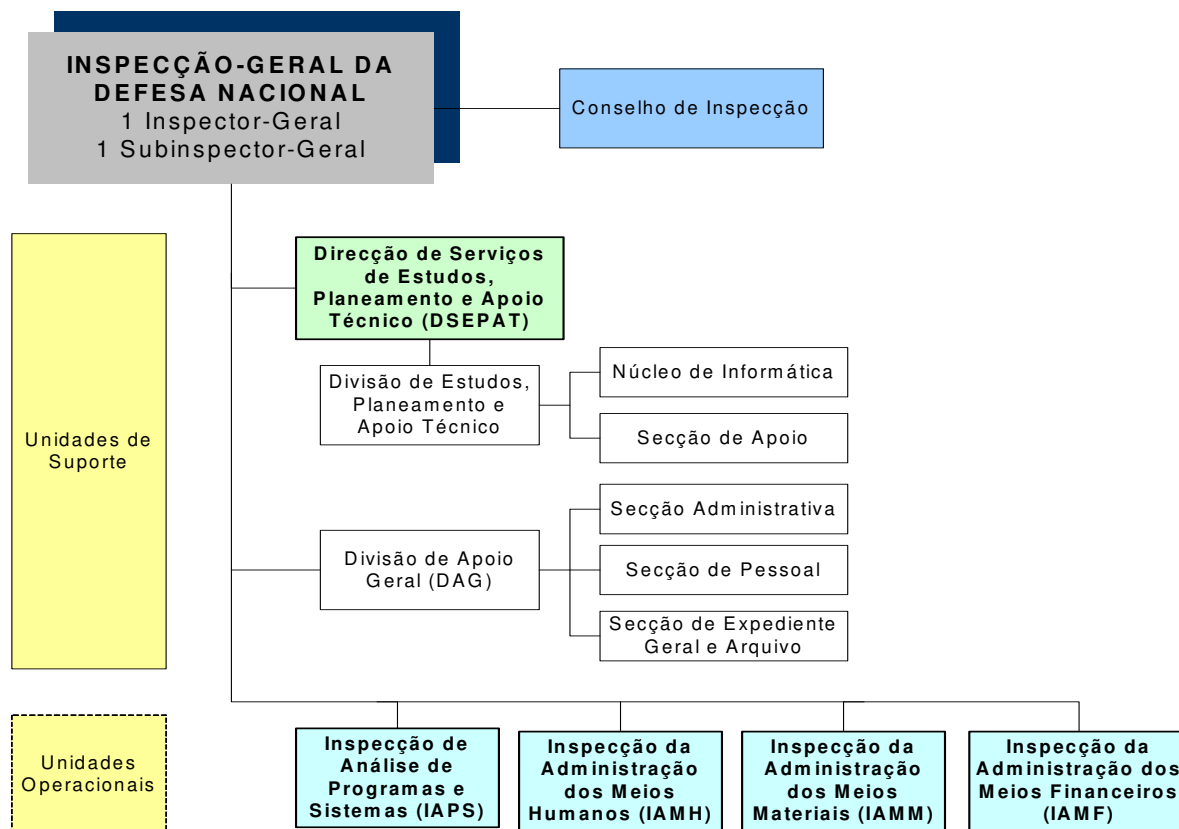 INSPECÇÃO-GERAL DA
DEFESA NACIONAL
1 Inspector-Geral
1 Subinspector-Geral
Conselho de Inspecção
Unidades de
Suporte
Direcção de Serviços
de Estudos,
Planeamento e Apoio
Técnico (DSEPAT)
Divisão de Estudos,
Planeamento e
Apoio Técnico
Núcleo de Informática
Secção de Apoio
Divisão de Apoio
Geral (DAG)
Secção Administrativa
Secção de Pessoal
Secção de Expediente
Geral e Arquivo
Unidades
Operacionais
Inspecção de
Análise de
Programas e
Sistemas (IAPS)
Inspecção da
Administração
dos Meios
Humanos (IAMH)
Inspecção da
Administração
dos Meios
Materiais (IAMM)
Inspecção da
Administração dos
Meios Financeiros
(IAMF)